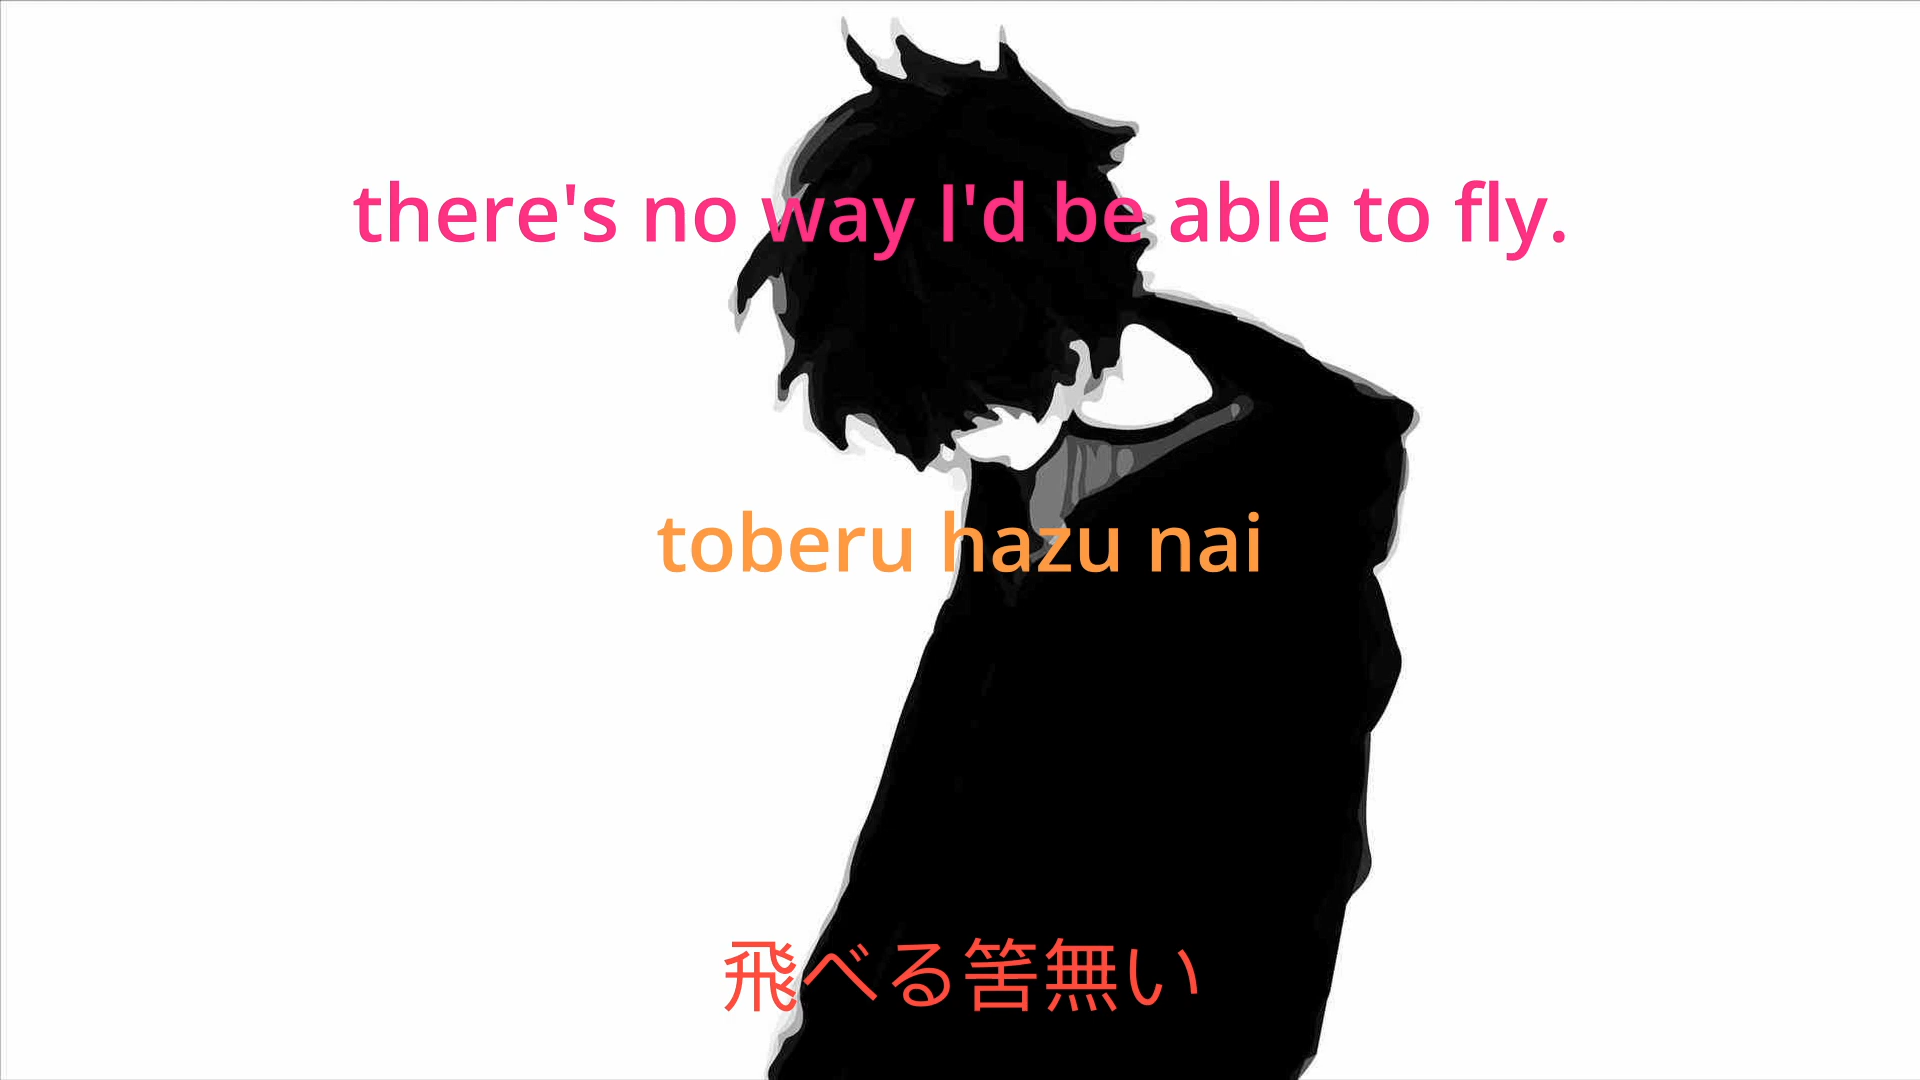 there's no way I'd be able to fly.
toberu hazu nai
飛べる筈無い